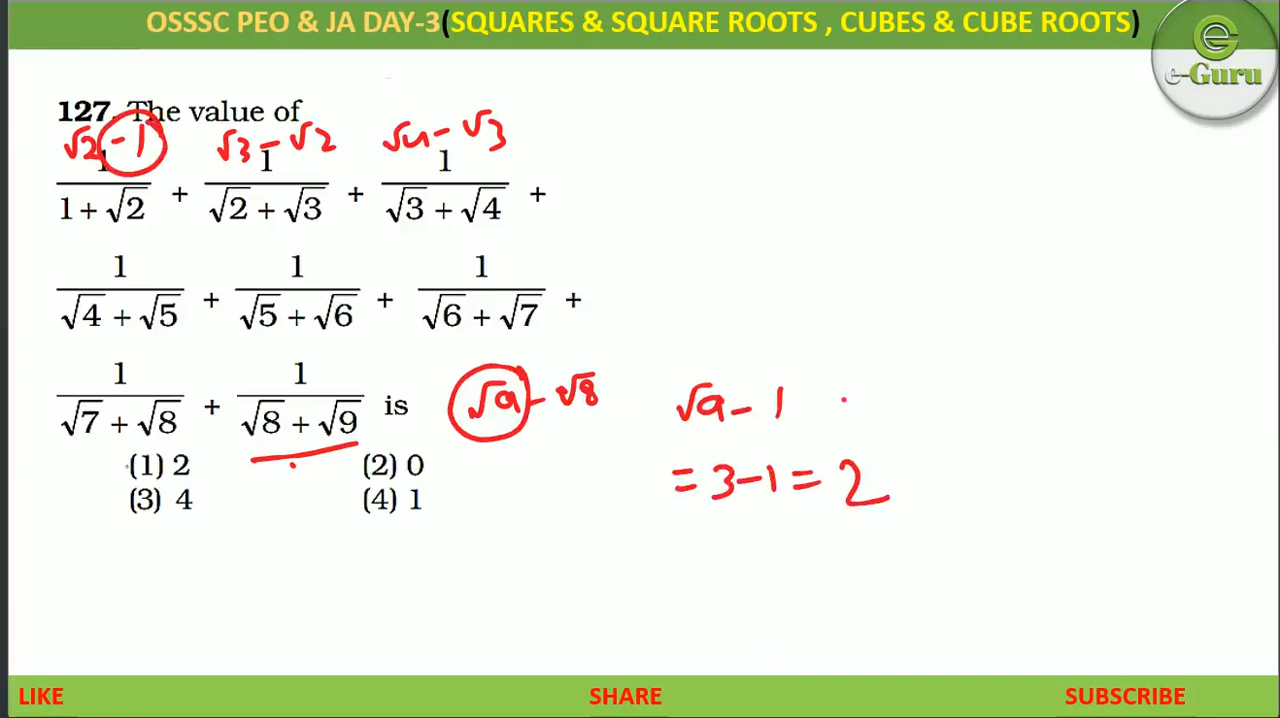 OSSSC PEO & JA DAY-3(SQUARES & SQUARE ROOTS , CUBES & CUBE ROOTS)
e-Guru
127. The value of
√2 -1 √3 - √2 √4 - √3
1/(1+√2) + 1/(√2+√3) + 1/(√3+√4) +
1/(√4+√5) + 1/(√5+√6) + 1/(√6+√7) +
1/(√7+√8) + 1/(√8+√9) is √9 - √8 √9 - 1
(1) 2 (2) 0 = 3-1 = 2
(3) 4 (4) 1
LIKE SHARE SUBSCRIBE